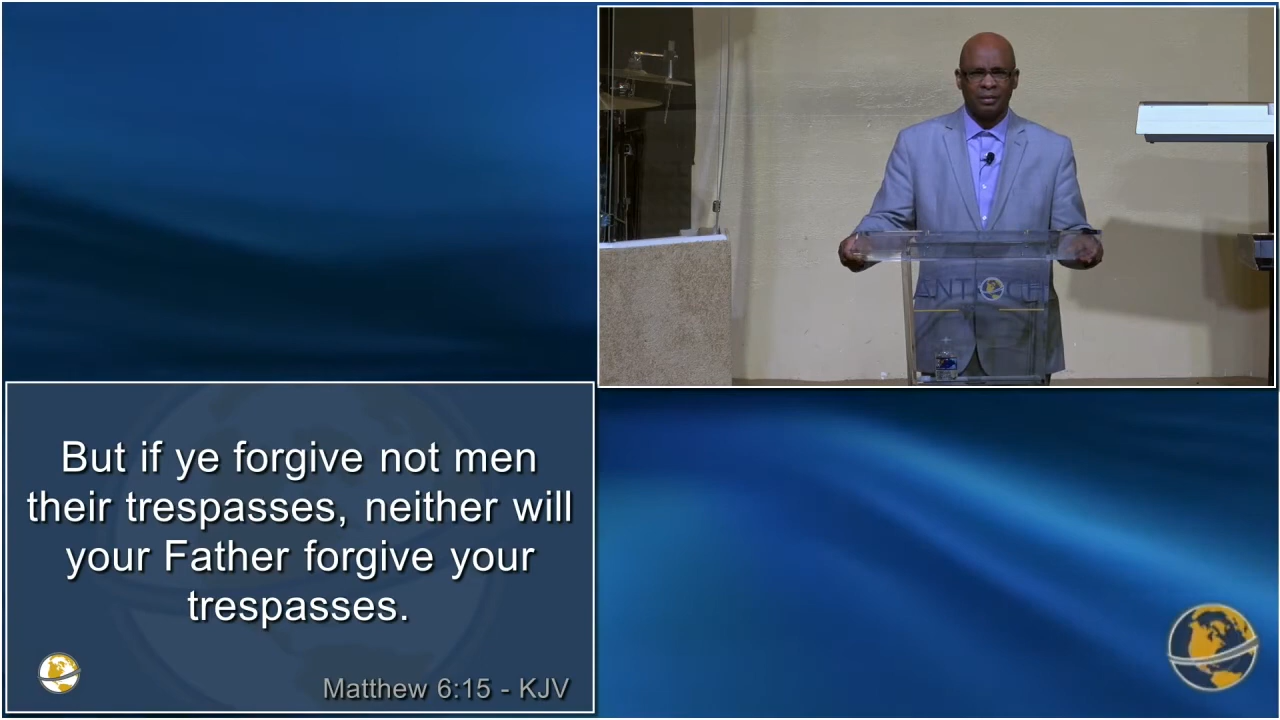 But if ye forgive not men
their trespasses, neither will
your Father forgive your
trespasses.
Matthew 6:15 - KJV
ANTIOCH